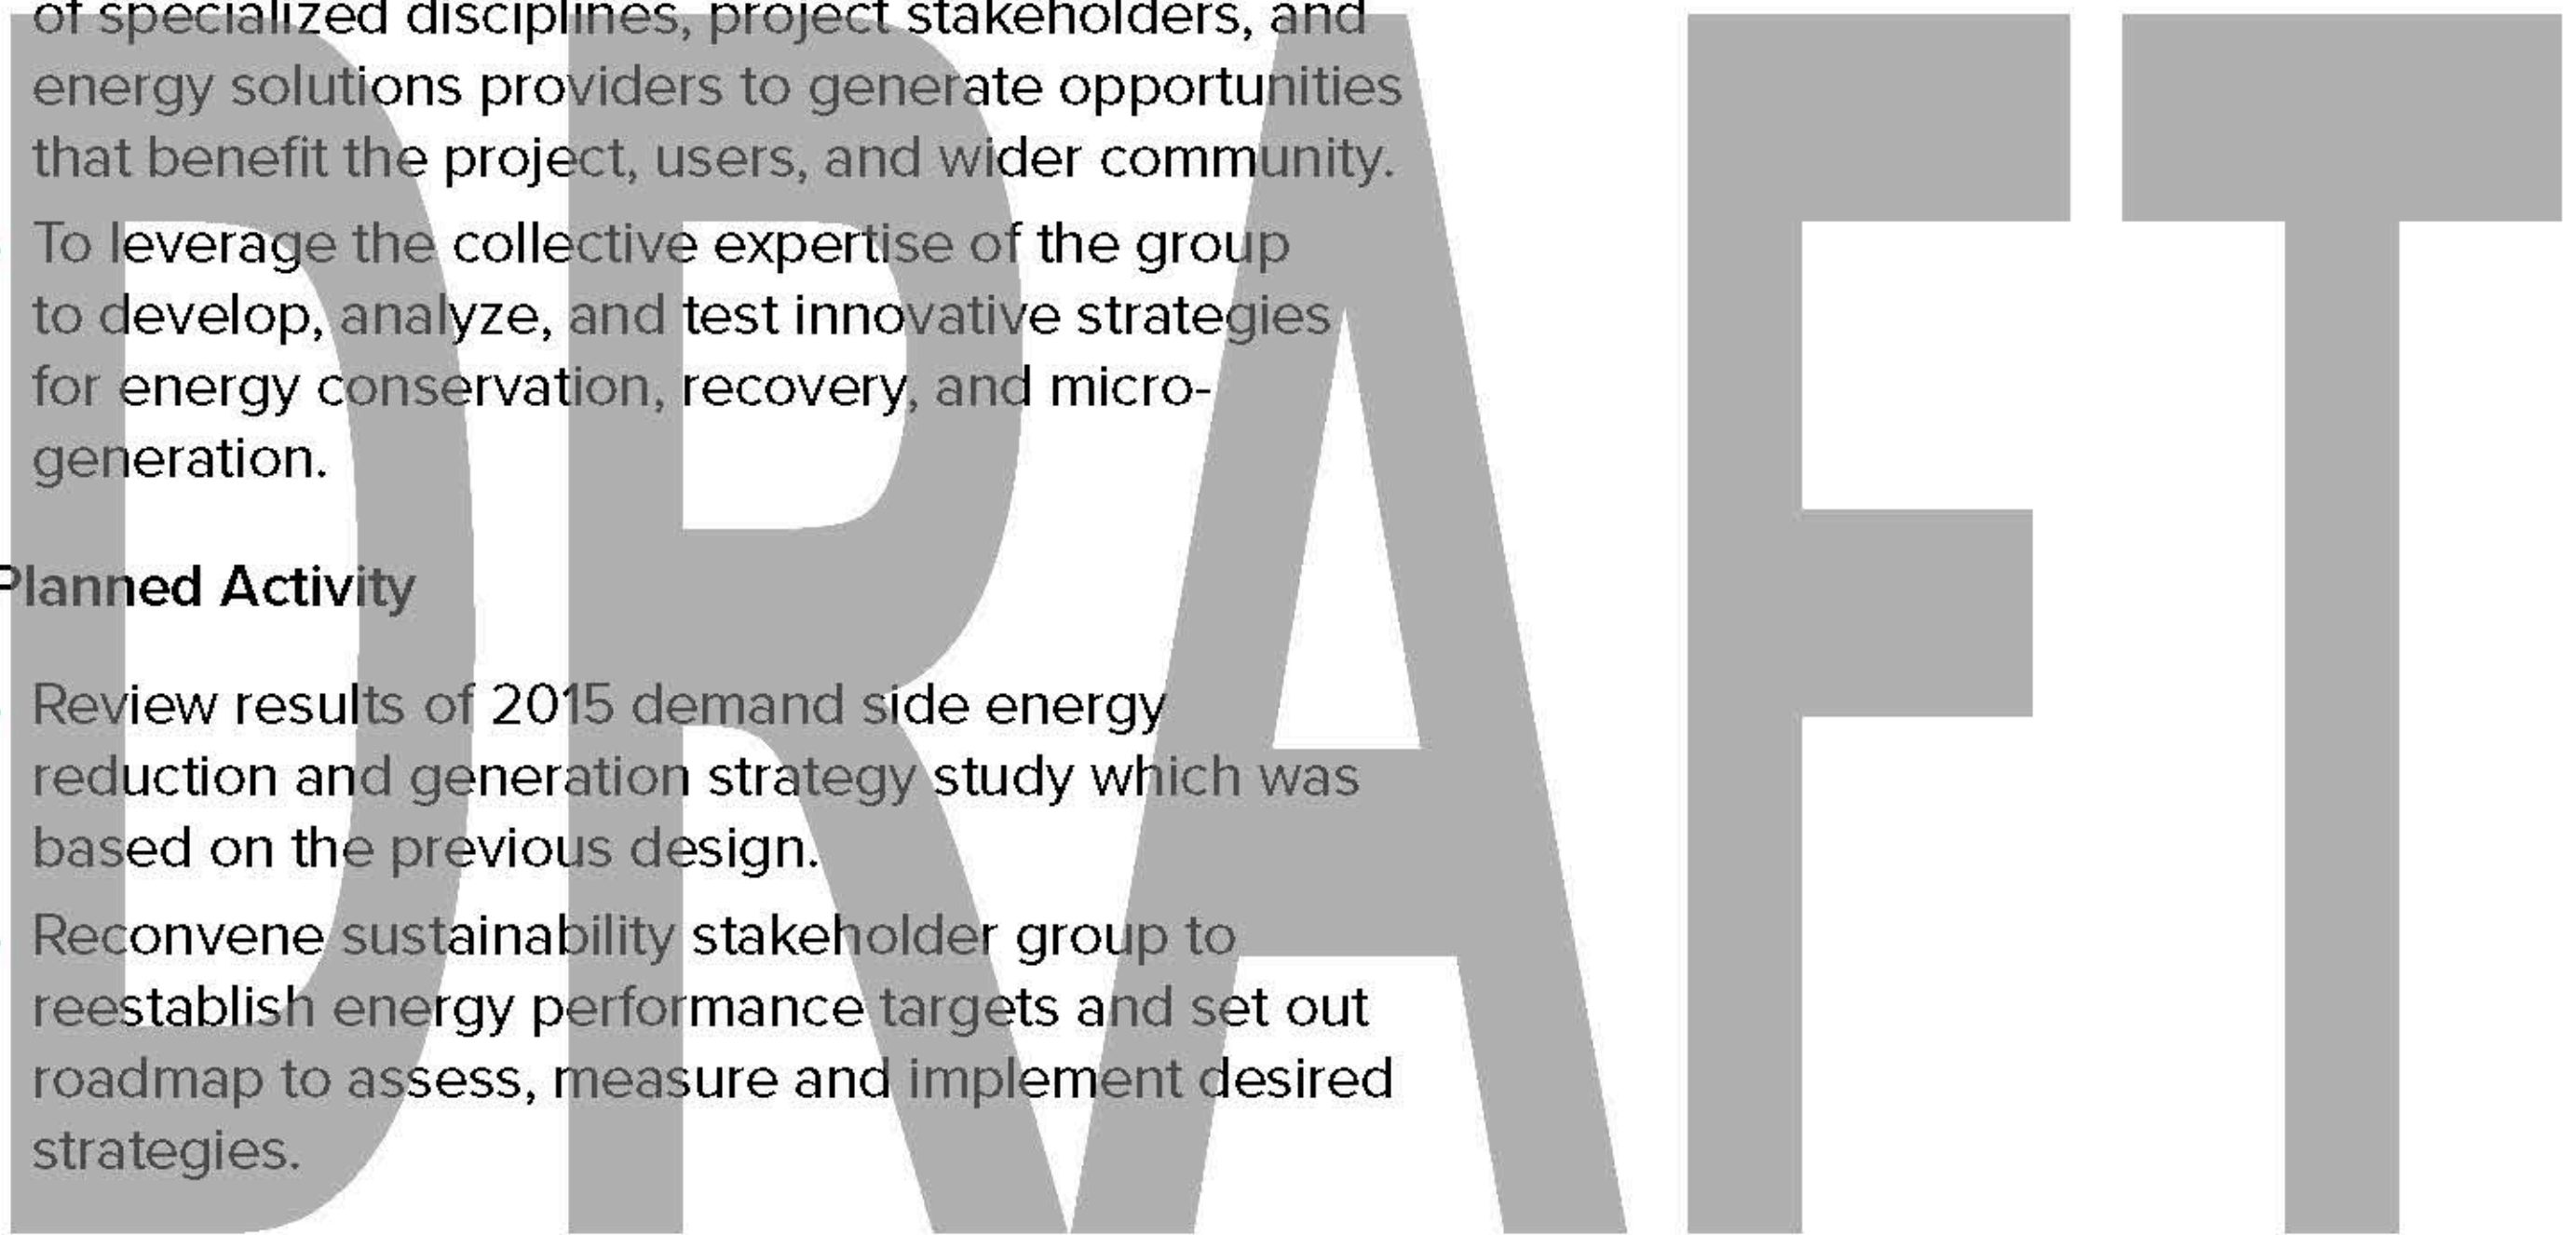 of specialized disciplines, project stakeholders, and
energy solutions providers to generate opportunities
that benefit the project, users, and wider community.
To leverage the collective expertise of the group
to develop, analyze, and test innovative strategies
for energy conservation, recovery, and micro-
generation.
Planned Activity
Review results of 2015 demand side energy
reduction and generation strategy study which was
based on the previous design.
Reconvene sustainability stakeholder group to
reestablish energy performance targets and set out
roadmap to assess, measure and implement desired
strategies.
DRAFT